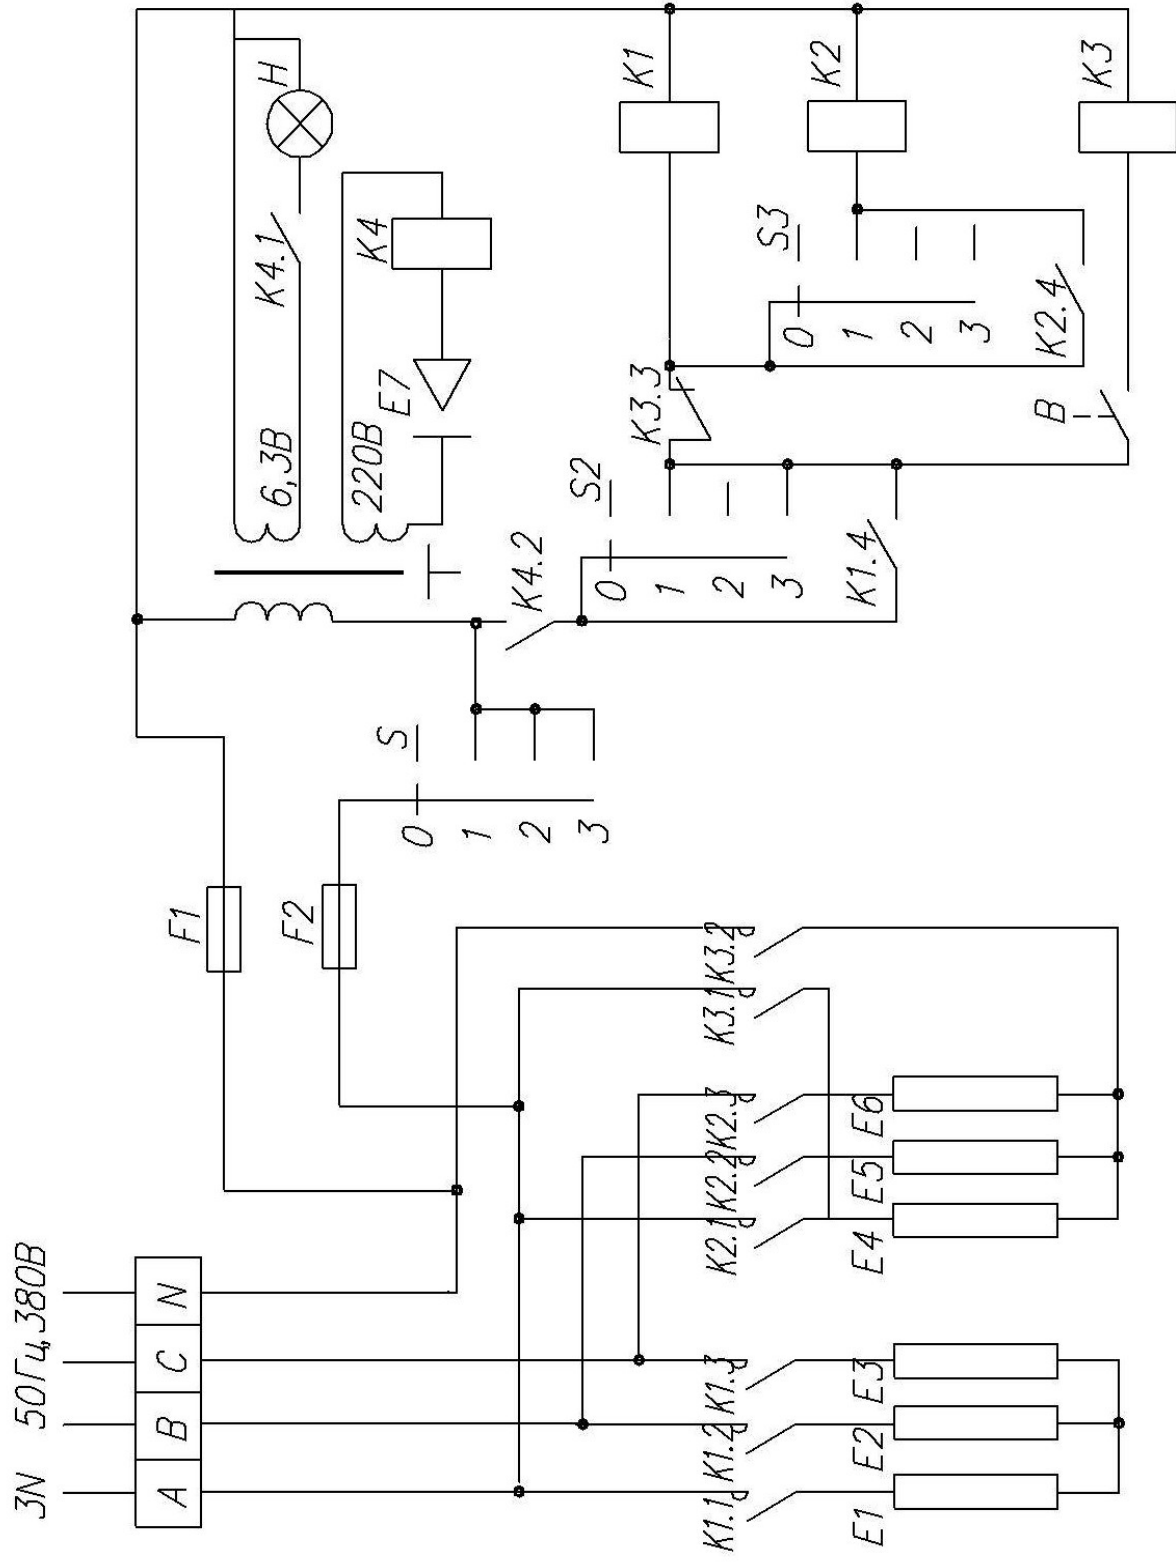 3N 50Гц,380В
A
B
C
N
F1
F2
S
0
1
2
3
6,3В
220В
K4.1
H
K4
E7
K4.2
S2
0
1
2
3
K1.4
K3.3
S3
0
1
2
3
K2.4
B
K1
K2
K3
K1.1
K1.2
K1.3
K2.1
K2.2
K2.3
K3.1
K3.2
E1
E2
E3
E4
E5
E6